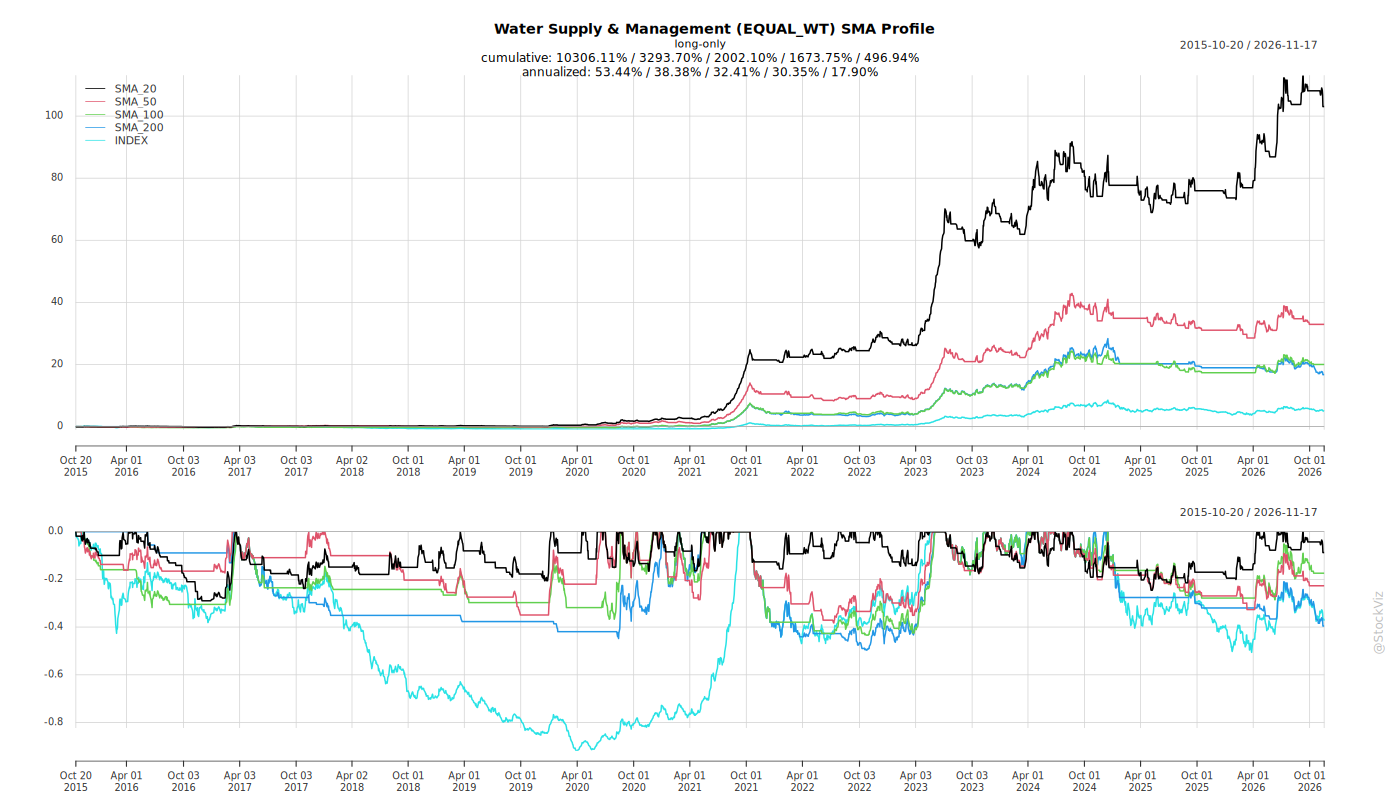 Water Supply & Management (EQUAL_WT) SMA Profile
long-only
2015-10-20 / 2026-11-17
cumulative: 10306.11% / 3293.70% / 2002.10% / 1673.75% / 496.94%
annualized: 53.44% / 38.38% / 32.41% / 30.35% / 17.90%
SMA_20
SMA_50
SMA_100
SMA_200
INDEX
100
80
60
40
20
0
Oct 20 Apr 01 Oct 03 Apr 03 Oct 03 Apr 02 Oct 01 Apr 01 Oct 01 Apr 01 Oct 01 Apr 01 Oct 01 Apr 01 Oct 03 Apr 03 Oct 03 Apr 01 Oct 01 Apr 01 Oct 01 Apr 01 Oct 01
2015 2016 2016 2017 2017 2018 2018 2019 2019 2020 2020 2021 2021 2022 2022 2023 2023 2024 2024 2025 2025 2026 2026
2015-10-20 / 2026-11-17
0.0
-0.2
-0.4
-0.6
-0.8
Oct 20 Apr 01 Oct 03 Apr 03 Oct 03 Apr 02 Oct 01 Apr 01 Oct 01 Apr 01 Oct 01 Apr 01 Oct 01 Apr 01 Oct 03 Apr 03 Oct 03 Apr 01 Oct 01 Apr 01 Oct 01 Apr 01 Oct 01
2015 2016 2016 2017 2017 2018 2018 2019 2019 2020 2020 2021 2021 2022 2022 2023 2023 2024 2024 2025 2025 2026 2026
@StockViz